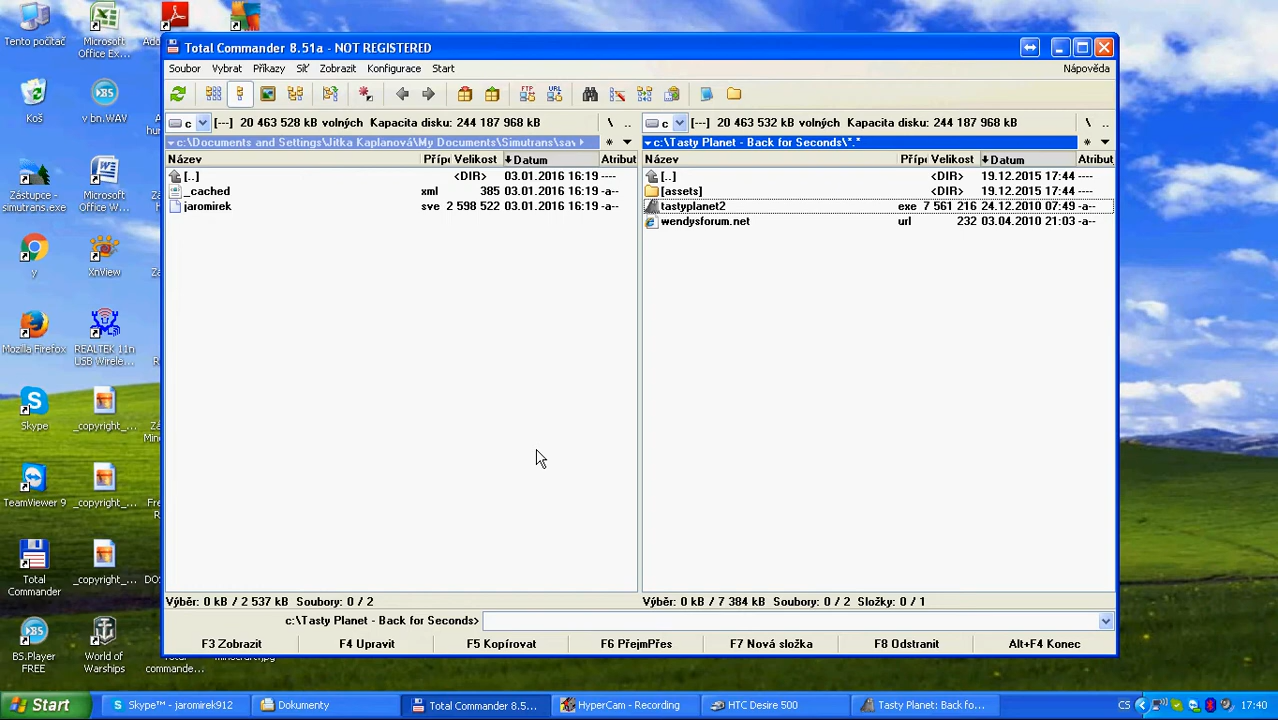 Tento počítač
Microsoft
Office Ex...
Koš
v bn.WAV
Zástupce -
simutrans.exe
Microsoft
Office W...
y
XnView
Mozilla Firefox
REALTEK 11n
USB Wirele...
Skype
_copyright_...
TeamViewer 9
_copyright_...
Total
Commander
_copyright_...
BS.Player
FREE
World of
Warships
Total Commander 8.51a - NOT REGISTERED
Soubor Vybrat Příkazy Síť Zobrazit Konfigurace Start Nápověda
FTP URL
c [---] 20 463 528 kB volných Kapacita disku: 244 187 968 kB \ ..
c [---] 20 463 532 kB volných Kapacita disku: 244 187 968 kB \ ..
c:\Documents and Settings\Jitka Kaplanová\My Documents\Simutrans\sav
Název Přípo Velikost Datum Atribut
[..] <DIR> 03.01.2016 16:19 ----
_cached xml 385 03.01.2016 16:19 -a--
jaromirek sve 2 598 522 03.01.2016 16:19 -a--
Výběr: 0 kB / 2 537 kB Soubory: 0 / 2
c:\Tasty Planet - Back for Seconds\*.*
Název Přípo Velikost Datum Atribut
[..] <DIR> 19.12.2015 17:44 ----
[assets] <DIR> 19.12.2015 17:44 ----
tastyplanet2 exe 7 561 216 24.12.2010 07:49 -a--
wendysforum.net url 232 03.04.2010 21:03 -a--
Výběr: 0 kB / 7 384 kB Soubory: 0 / 2 Složky: 0 / 1
c:\Tasty Planet - Back for Seconds>
F3 Zobrazit F4 Upravit F5 Kopírovat F6 PřejmPřes F7 Nová složka F8 Odstranit Alt+F4 Konec
Start Skype™ - jaromirek912 Dokumenty Total Commander 8.5... HyperCam - Recording HTC Desire 500 Tasty Planet: Back fo... CS 17:40